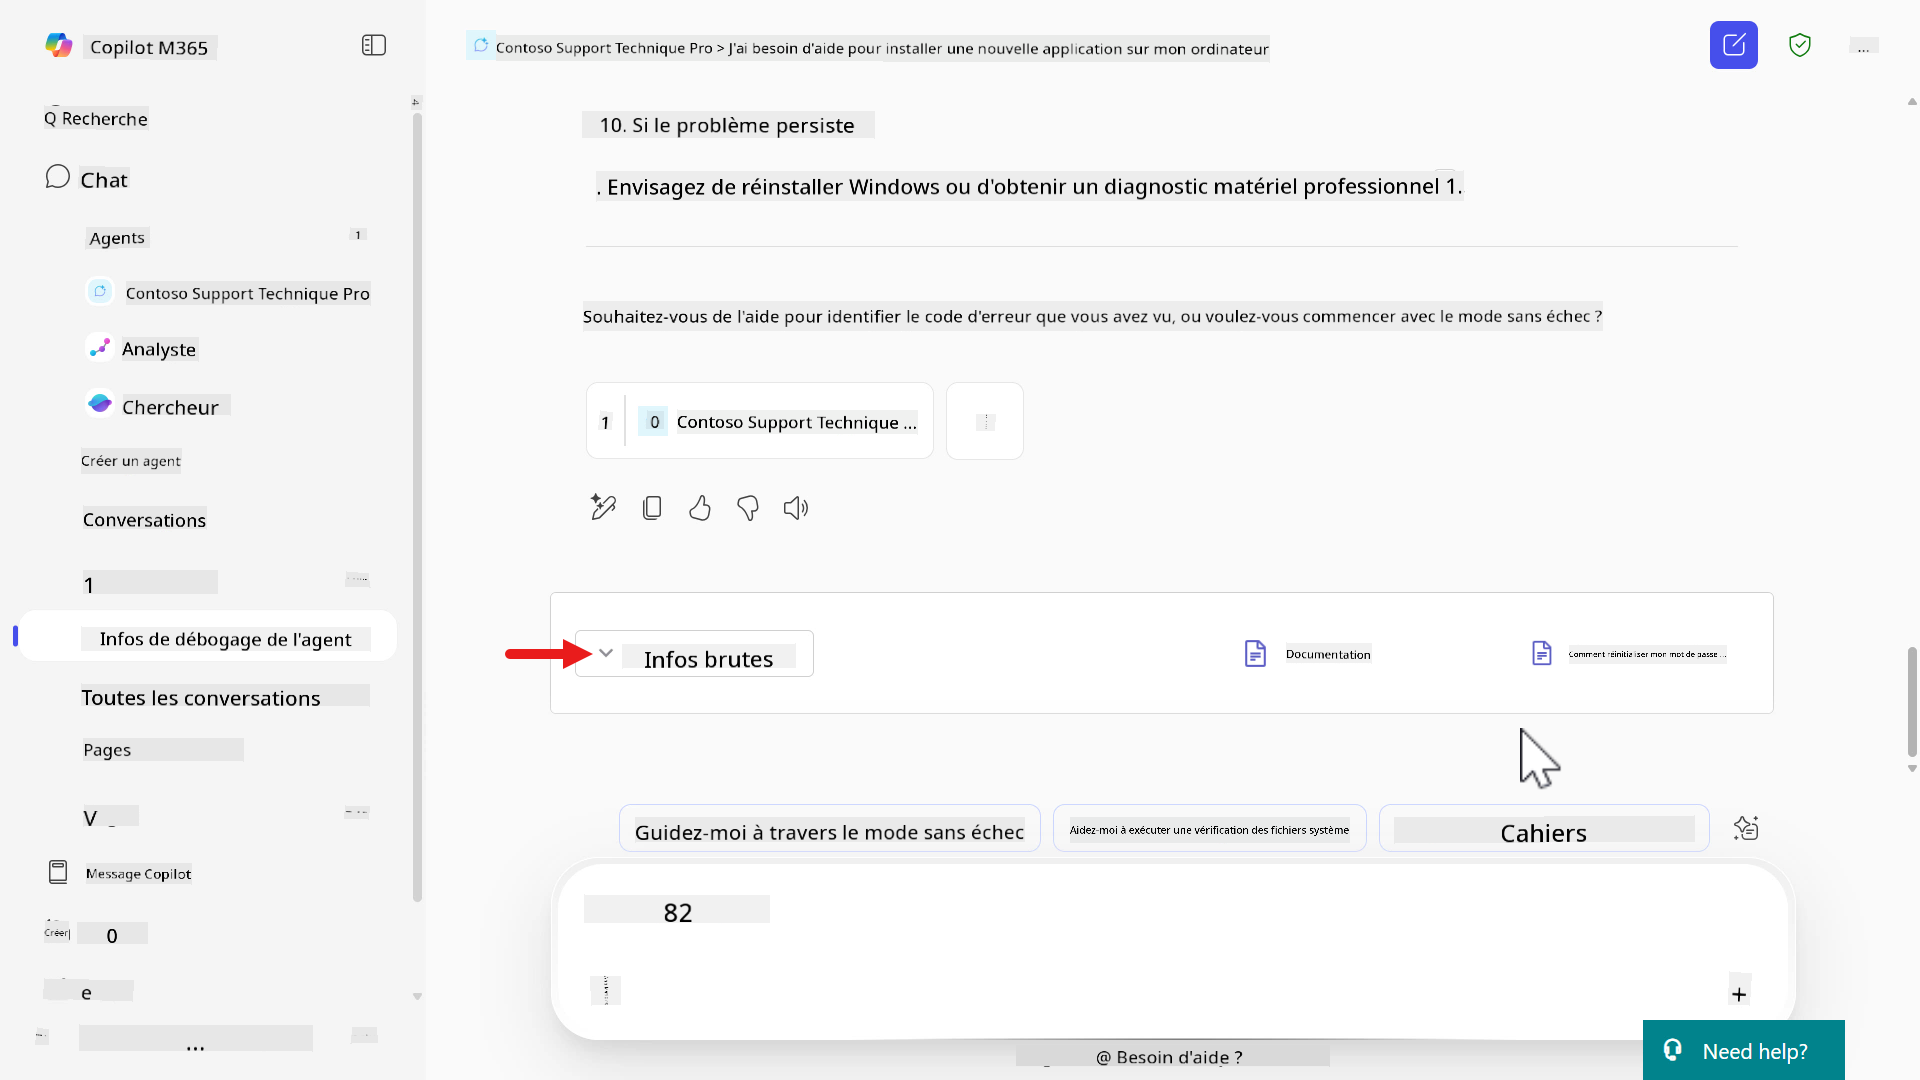 Copilot M365
Q Recherche
Chat
Agents
1
Contoso Support Technique Pro
Analyste
Chercheur
Créer un agent
Conversations
1
Infos de débogage de l'agent
Toutes les conversations
Pages
V
Message Copilot
Créer
0
e
...
Contoso Support Technique Pro > J'ai besoin d'aide pour installer une nouvelle application sur mon ordinateur
...
10. Si le problème persiste
. Envisagez de réinstaller Windows ou d'obtenir un diagnostic matériel professionnel 1.
Souhaitez-vous de l'aide pour identifier le code d'erreur que vous avez vu, ou voulez-vous commencer avec le mode sans échec ?
1
0
Contoso Support Technique ...
Infos brutes
Documentation
Comment réinitialiser mon mot de passe ...
Guidez-moi à travers le mode sans échec
Aidez-moi à exécuter une vérification des fichiers système
Cahiers
82
+
@ Besoin d'aide ?
Need help?